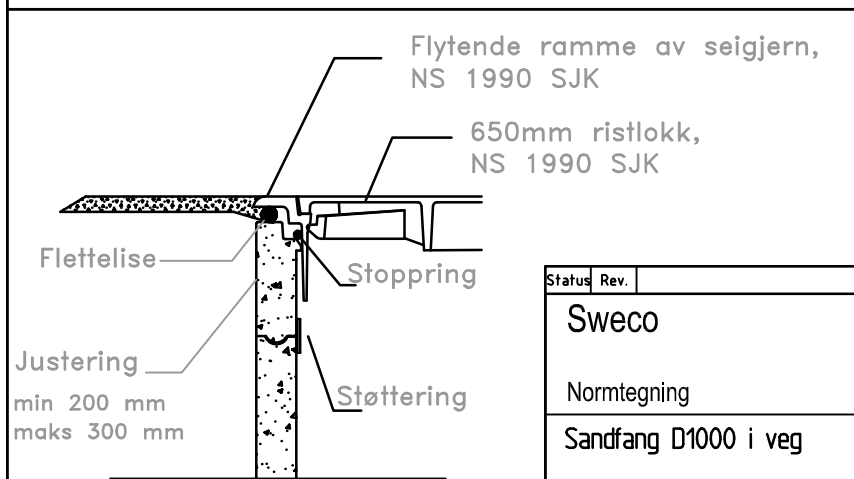 Flytende ramme av seigjern,
NS 1990 SJK
650mm ristlokk,
NS 1990 SJK
Flettelise
Stoppring
Justering
min 200 mm
maks 300 mm
Støttering
Status Rev.
Sweco
Normtegning
Sandfang D1000 i veg